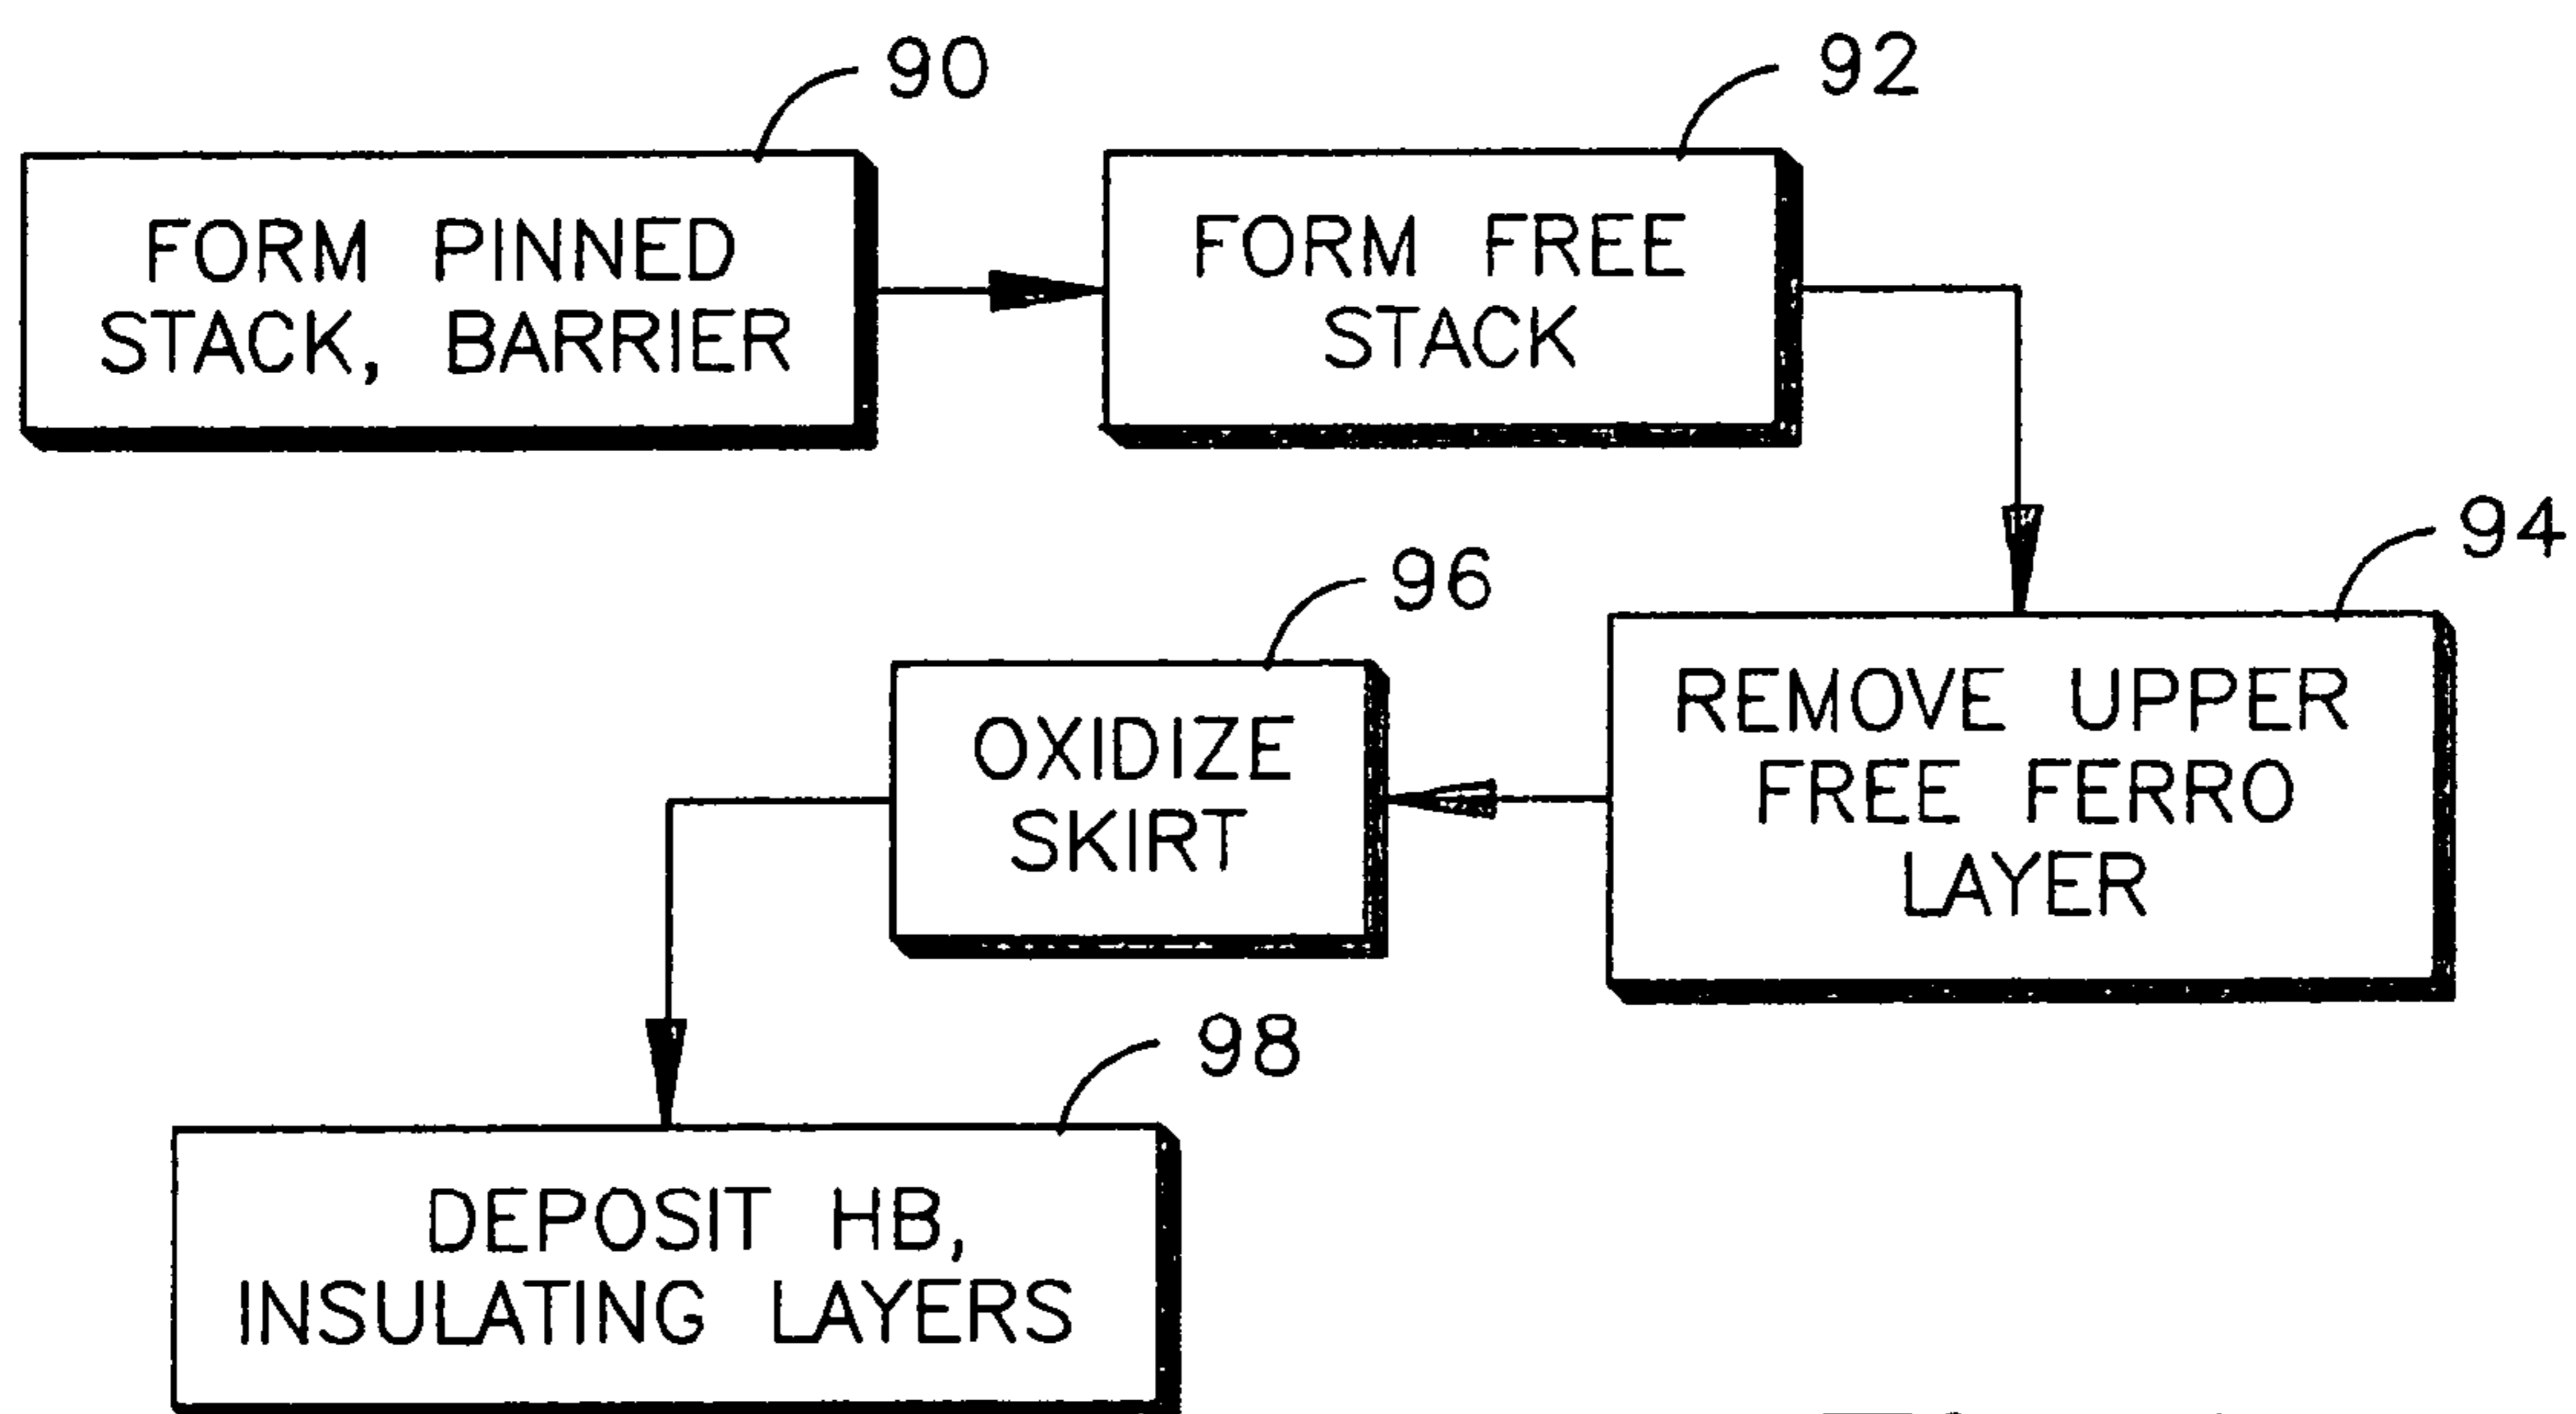 90
FORM PINNED
STACK, BARRIER
92
FORM FREE
STACK
94
REMOVE UPPER
FREE FERRO
LAYER
96
OXIDIZE
SKIRT
98
DEPOSIT HB,
INSULATING LAYERS